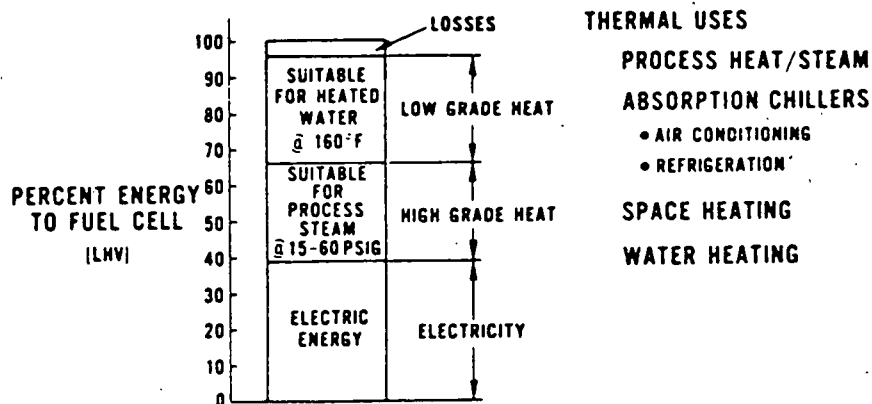 LOSSES
100
90
80
70
60
50
40
30
20
10
0
PERCENT ENERGY
TO FUEL CELL
[LHV]
SUITABLE
FOR HEATED
WATER
@ 160°F
SUITABLE
FOR
PROCESS
STEAM
@ 15-60 PSIG
ELECTRIC
ENERGY
LOW GRADE HEAT
HIGH GRADE HEAT
ELECTRICITY
THERMAL USES
PROCESS HEAT/STEAM
ABSORPTION CHILLERS
• AIR CONDITIONING
• REFRIGERATION
SPACE HEATING
WATER HEATING